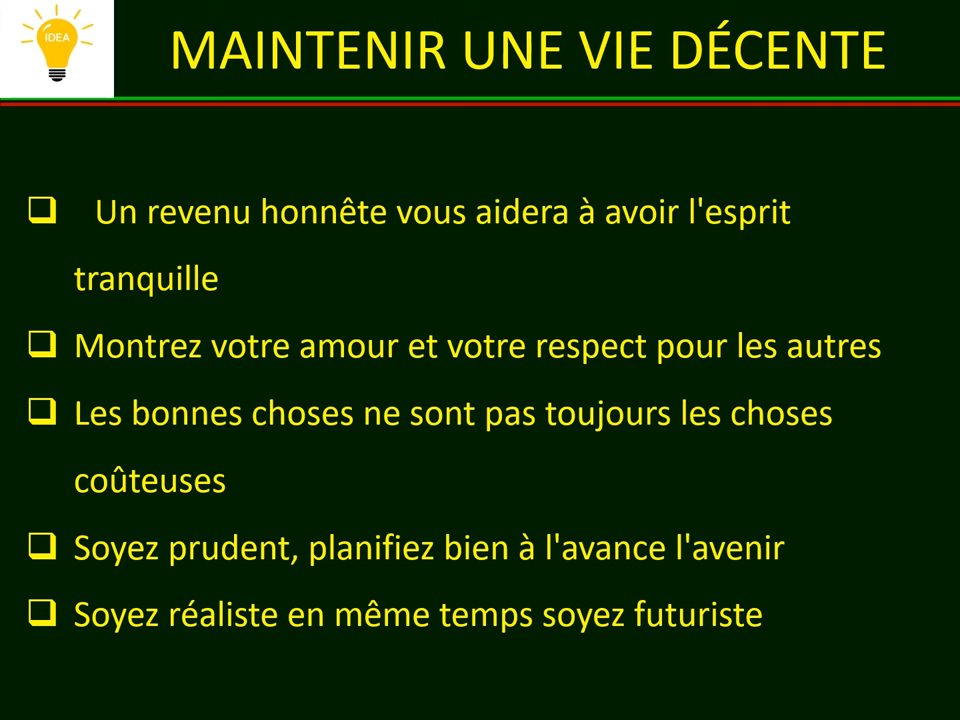 IDEA
MAINTENIR UNE VIE DÉCENTE
Un revenu honnête vous aidera à avoir l'esprit
tranquille
Montrez votre amour et votre respect pour les autres
Les bonnes choses ne sont pas toujours les choses
coûteuses
Soyez prudent, planifiez bien à l'avance l'avenir
Soyez réaliste en même temps soyez futuriste